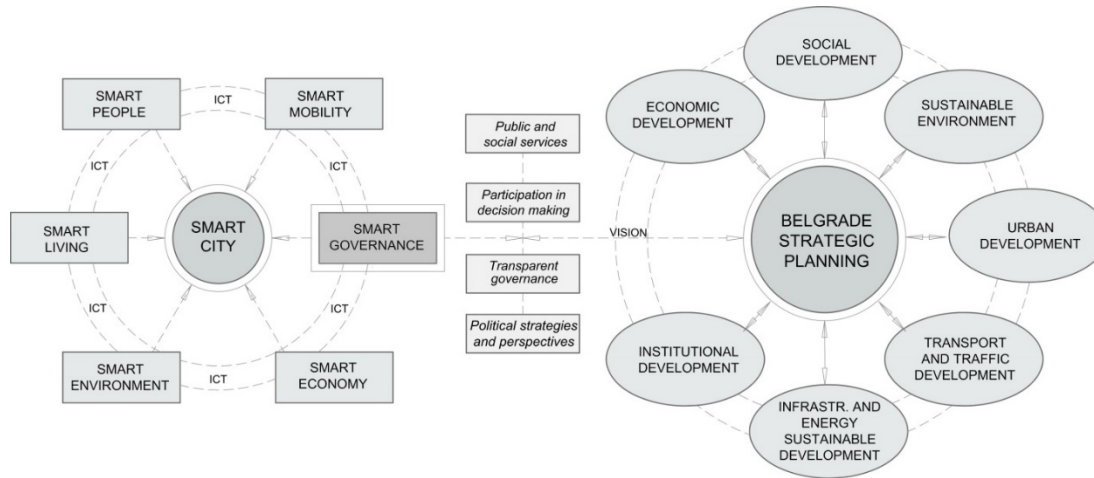 SMART
PEOPLE
ICT
SMART
MOBILITY
ICT
ICT
SMART
LIVING
SMART
CITY
SMART
GOVERNANCE
ICT
ICT
SMART
ENVIRONMENT
ICT
SMART
ECONOMY
Public and
social services
Participation in
decision making
Transparent
governance
Political strategies
and perspectives
VISION
SOCIAL
DEVELOPMENT
ECONOMIC
DEVELOPMENT
SUSTAINABLE
ENVIRONMENT
BELGRADE
STRATEGIC
PLANNING
URBAN
DEVELOPMENT
INSTITUTIONAL
DEVELOPMENT
TRANSPORT
AND TRAFFIC
DEVELOPMENT
INFRASTR. AND
ENERGY
SUSTAINABLE
DEVELOPMENT